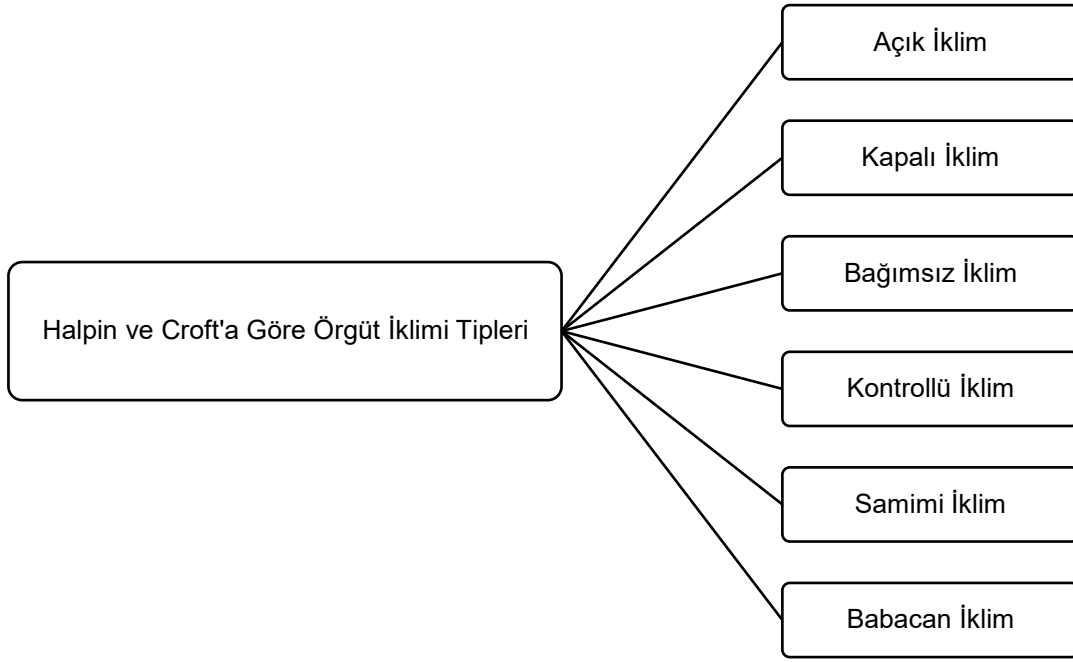 Halpin ve Croft'a Göre Örgüt İklimi Tipleri
Açık İklim
Kapalı İklim
Bağımsız İklim
Kontrollü İklim
Samimi İklim
Babacan İklim